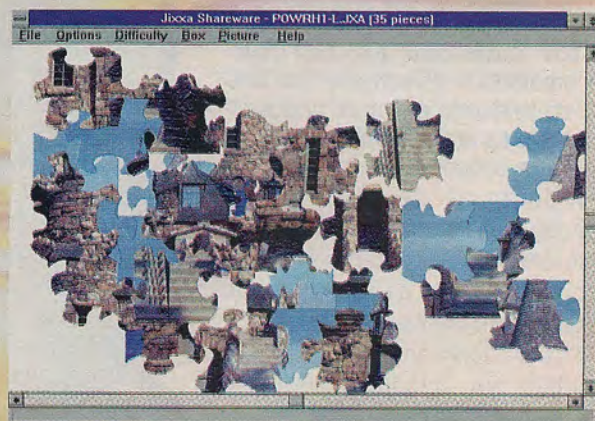 Jixxa Shareware - POWRH1-L.JXA [35 pieces]
File Options Difficulty Box Picture Help